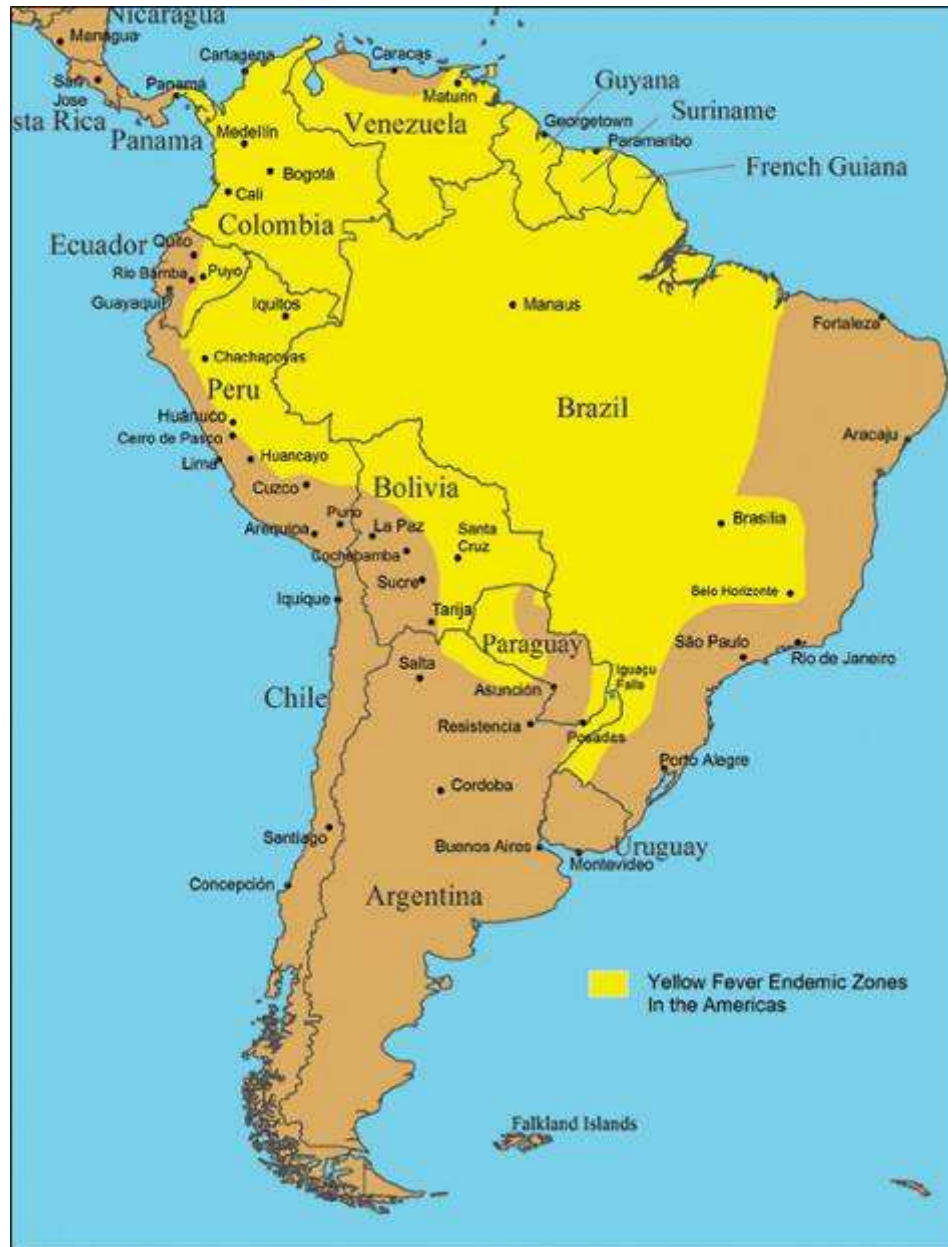 Nicaragua
Managua
San
Jose
sta Rica
Panamá
Panama
Cartagena
Caracas
Maturin
Venezuela
Guyana
Georgetown
Suriname
Paramaribo
French Guiana
Medellín
Bogotá
Cali
Colombia
Ecuador
Quito
Rio Bamba
Puyo
Guayaquil
Iquitos
Manaus
Fortaleza
Chachapoyas
Peru
Brazil
Huánuco
Cerro de Pasco
Aracaju
Lima
Huancayo
Cuzco
Bolivia
Puno
Arequipa
La Paz
Santa
Cruz
Brasilia
Cochabamba
Sucre
Belo Horizonte
Iquique
Tarija
Paraguay
São Paulo
Rio de Janeiro
Salta
Iguaçu
Falls
Chile
Asunción
Resistencia
Posadas
Porto Alegre
Cordoba
Santiago
Buenos Aires
Uruguay
Montevideo
Concepción
Argentina
Yellow Fever Endemic Zones
In the Americas
Falkland Islands